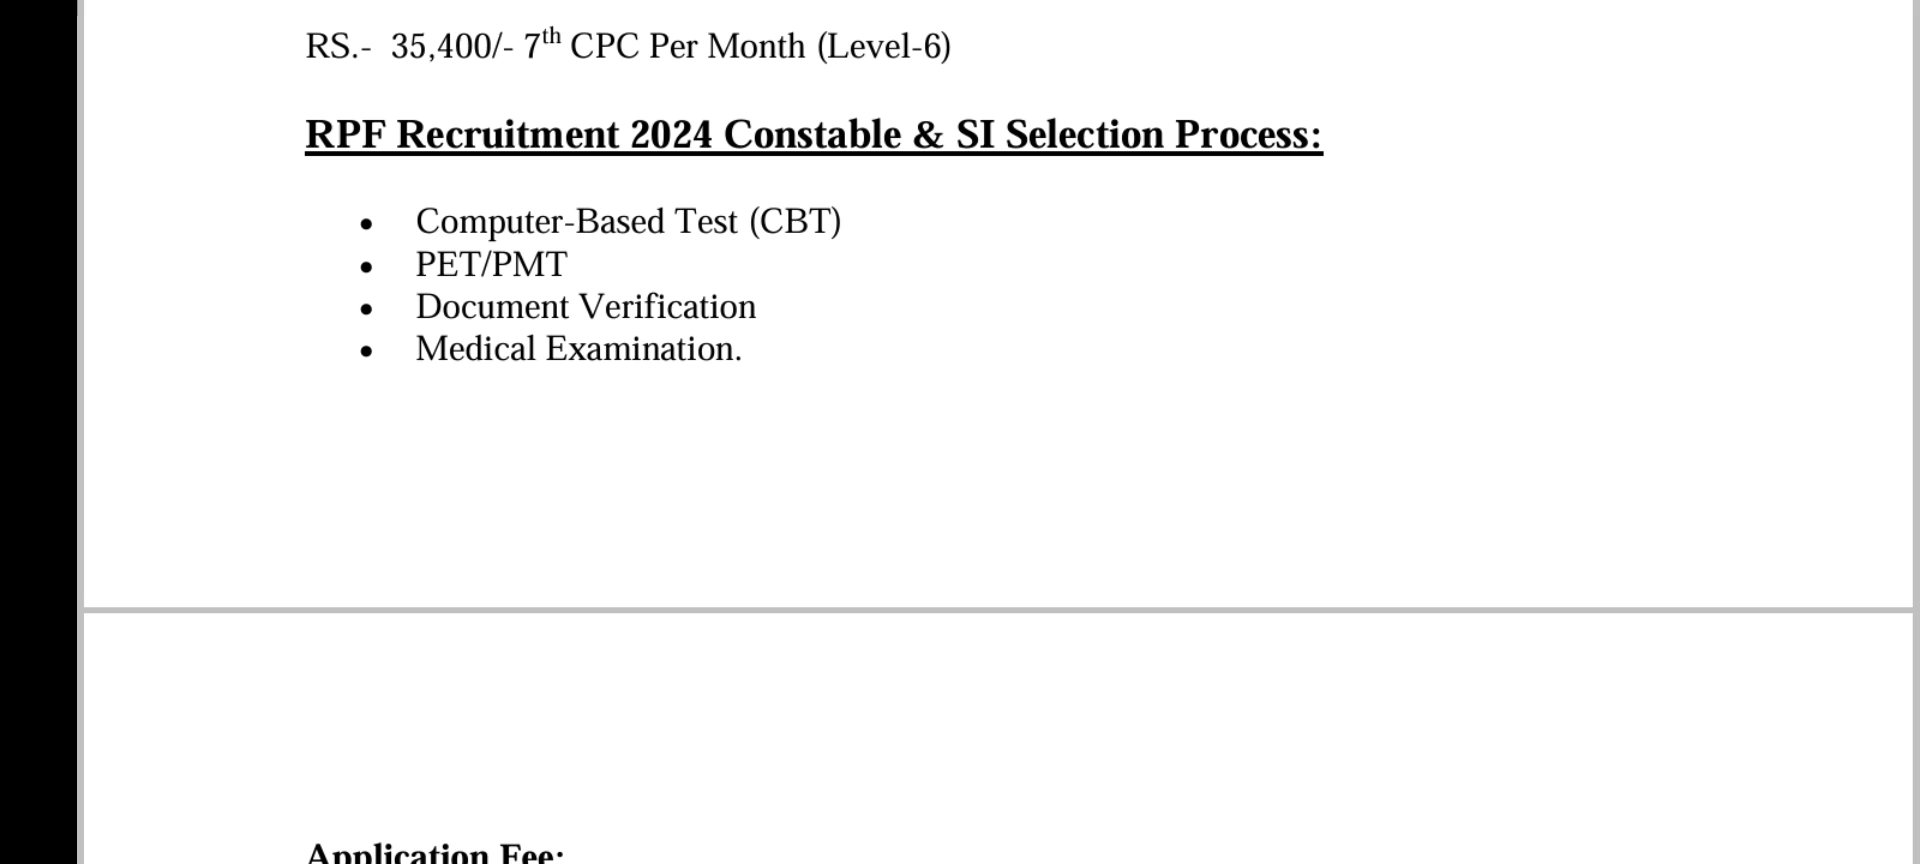 RS.-  35,400/- 7th CPC Per Month (Level-6)
RPF Recruitment 2024 Constable & SI Selection Process:
• Computer-Based Test (CBT)
• PET/PMT
• Document Verification
• Medical Examination.
Application Fee: